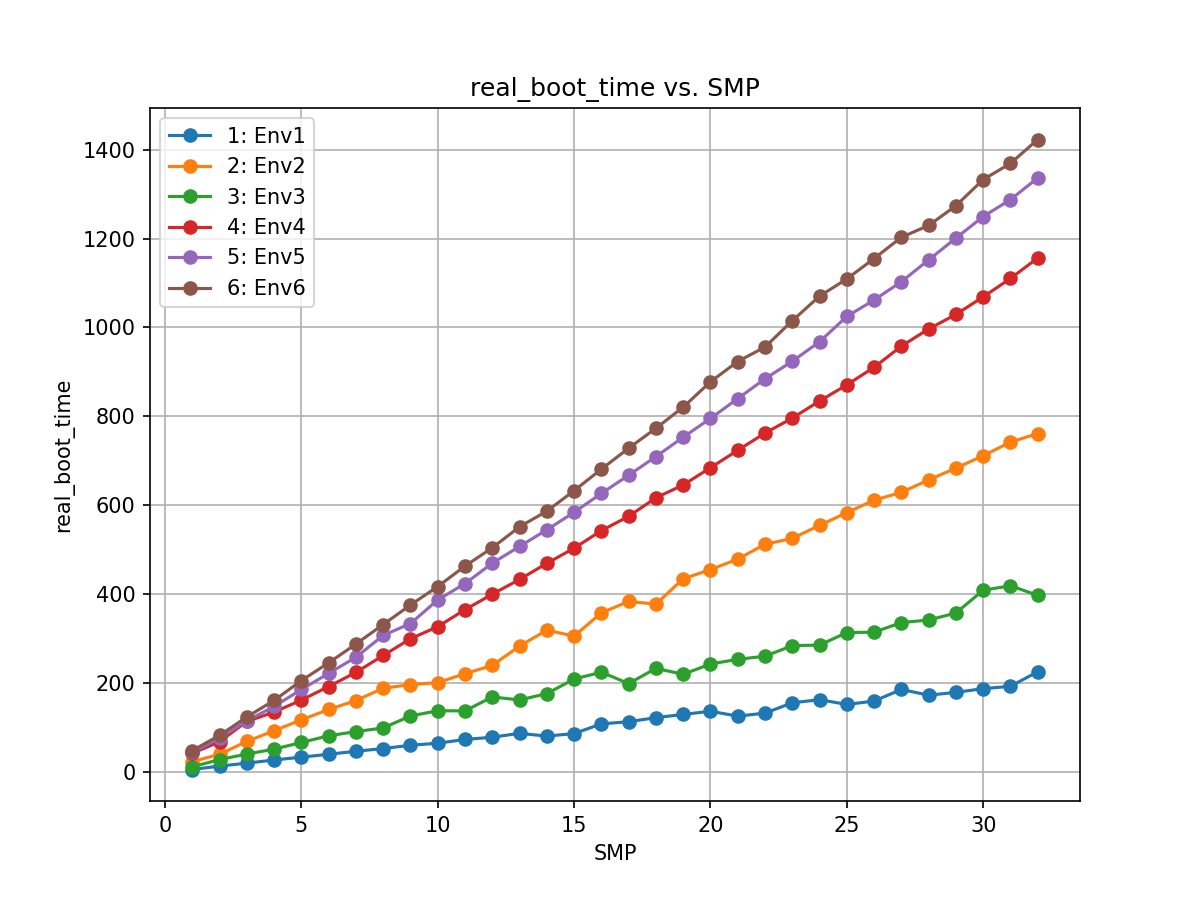 real_boot_time vs. SMP
1: Env1
2: Env2
3: Env3
4: Env4
5: Env5
6: Env6
real_boot_time
1400
1200
1000
800
600
400
200
0
0 5 10 15 20 25 30
SMP